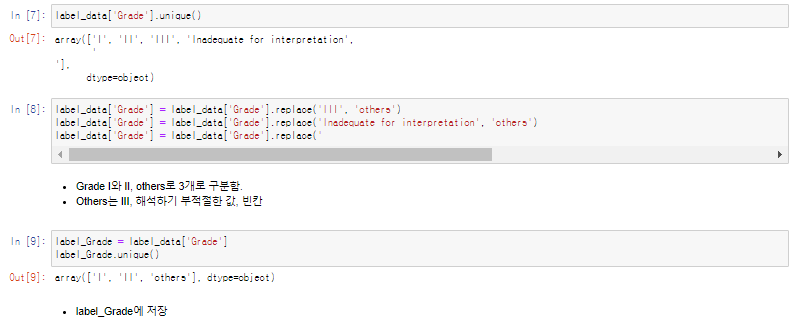 In [7]: label_data['Grade'].unique()
Out[7]: array(['I', 'II', 'III', 'Inadequate for interpretation',
'
'],
dtype=object)
In [8]: label_data['Grade'] = label_data['Grade'].replace('III', 'others')
label_data['Grade'] = label_data['Grade'].replace('Inadequate for interpretation', 'others')
label_data['Grade'] = label_data['Grade'].replace('
• Grade I와 II, others로 3개로 구분함.
• Others는 III, 해석하기 부적절한 값, 빈칸
In [9]: label_Grade = label_data['Grade']
label_Grade.unique()
Out[9]: array(['I', 'II', 'others'], dtype=object)
• label_Grade에 저장